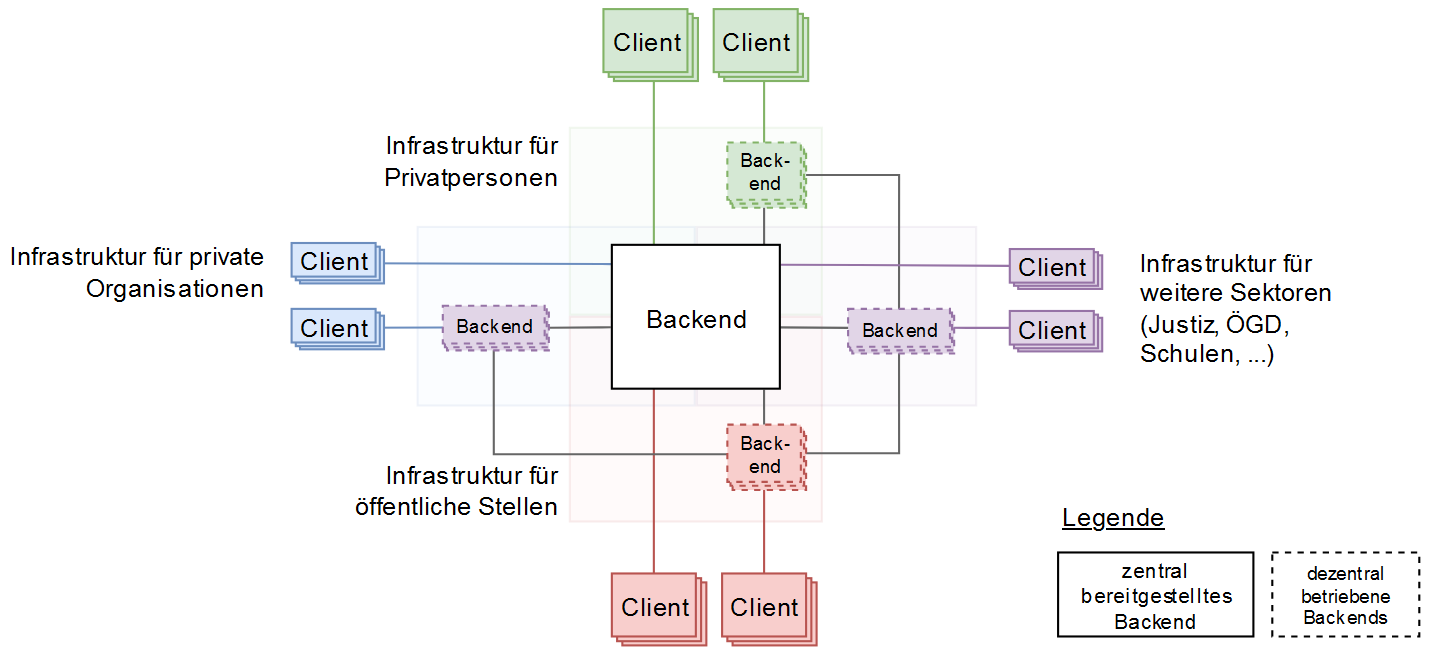 Client
Client
Infrastruktur für
Privatpersonen
Back-
end
Infrastruktur für private
Organisationen
Client
Client
Backend
Backend
Backend
Client
Client
Infrastruktur für
weitere Sektoren
(Justiz, ÖGD,
Schulen, ...)
Back-
end
Infrastruktur für
öffentliche Stellen
Client
Client
Legende
zentral
bereitgestelltes
Backend
dezentral
betriebene
Backends